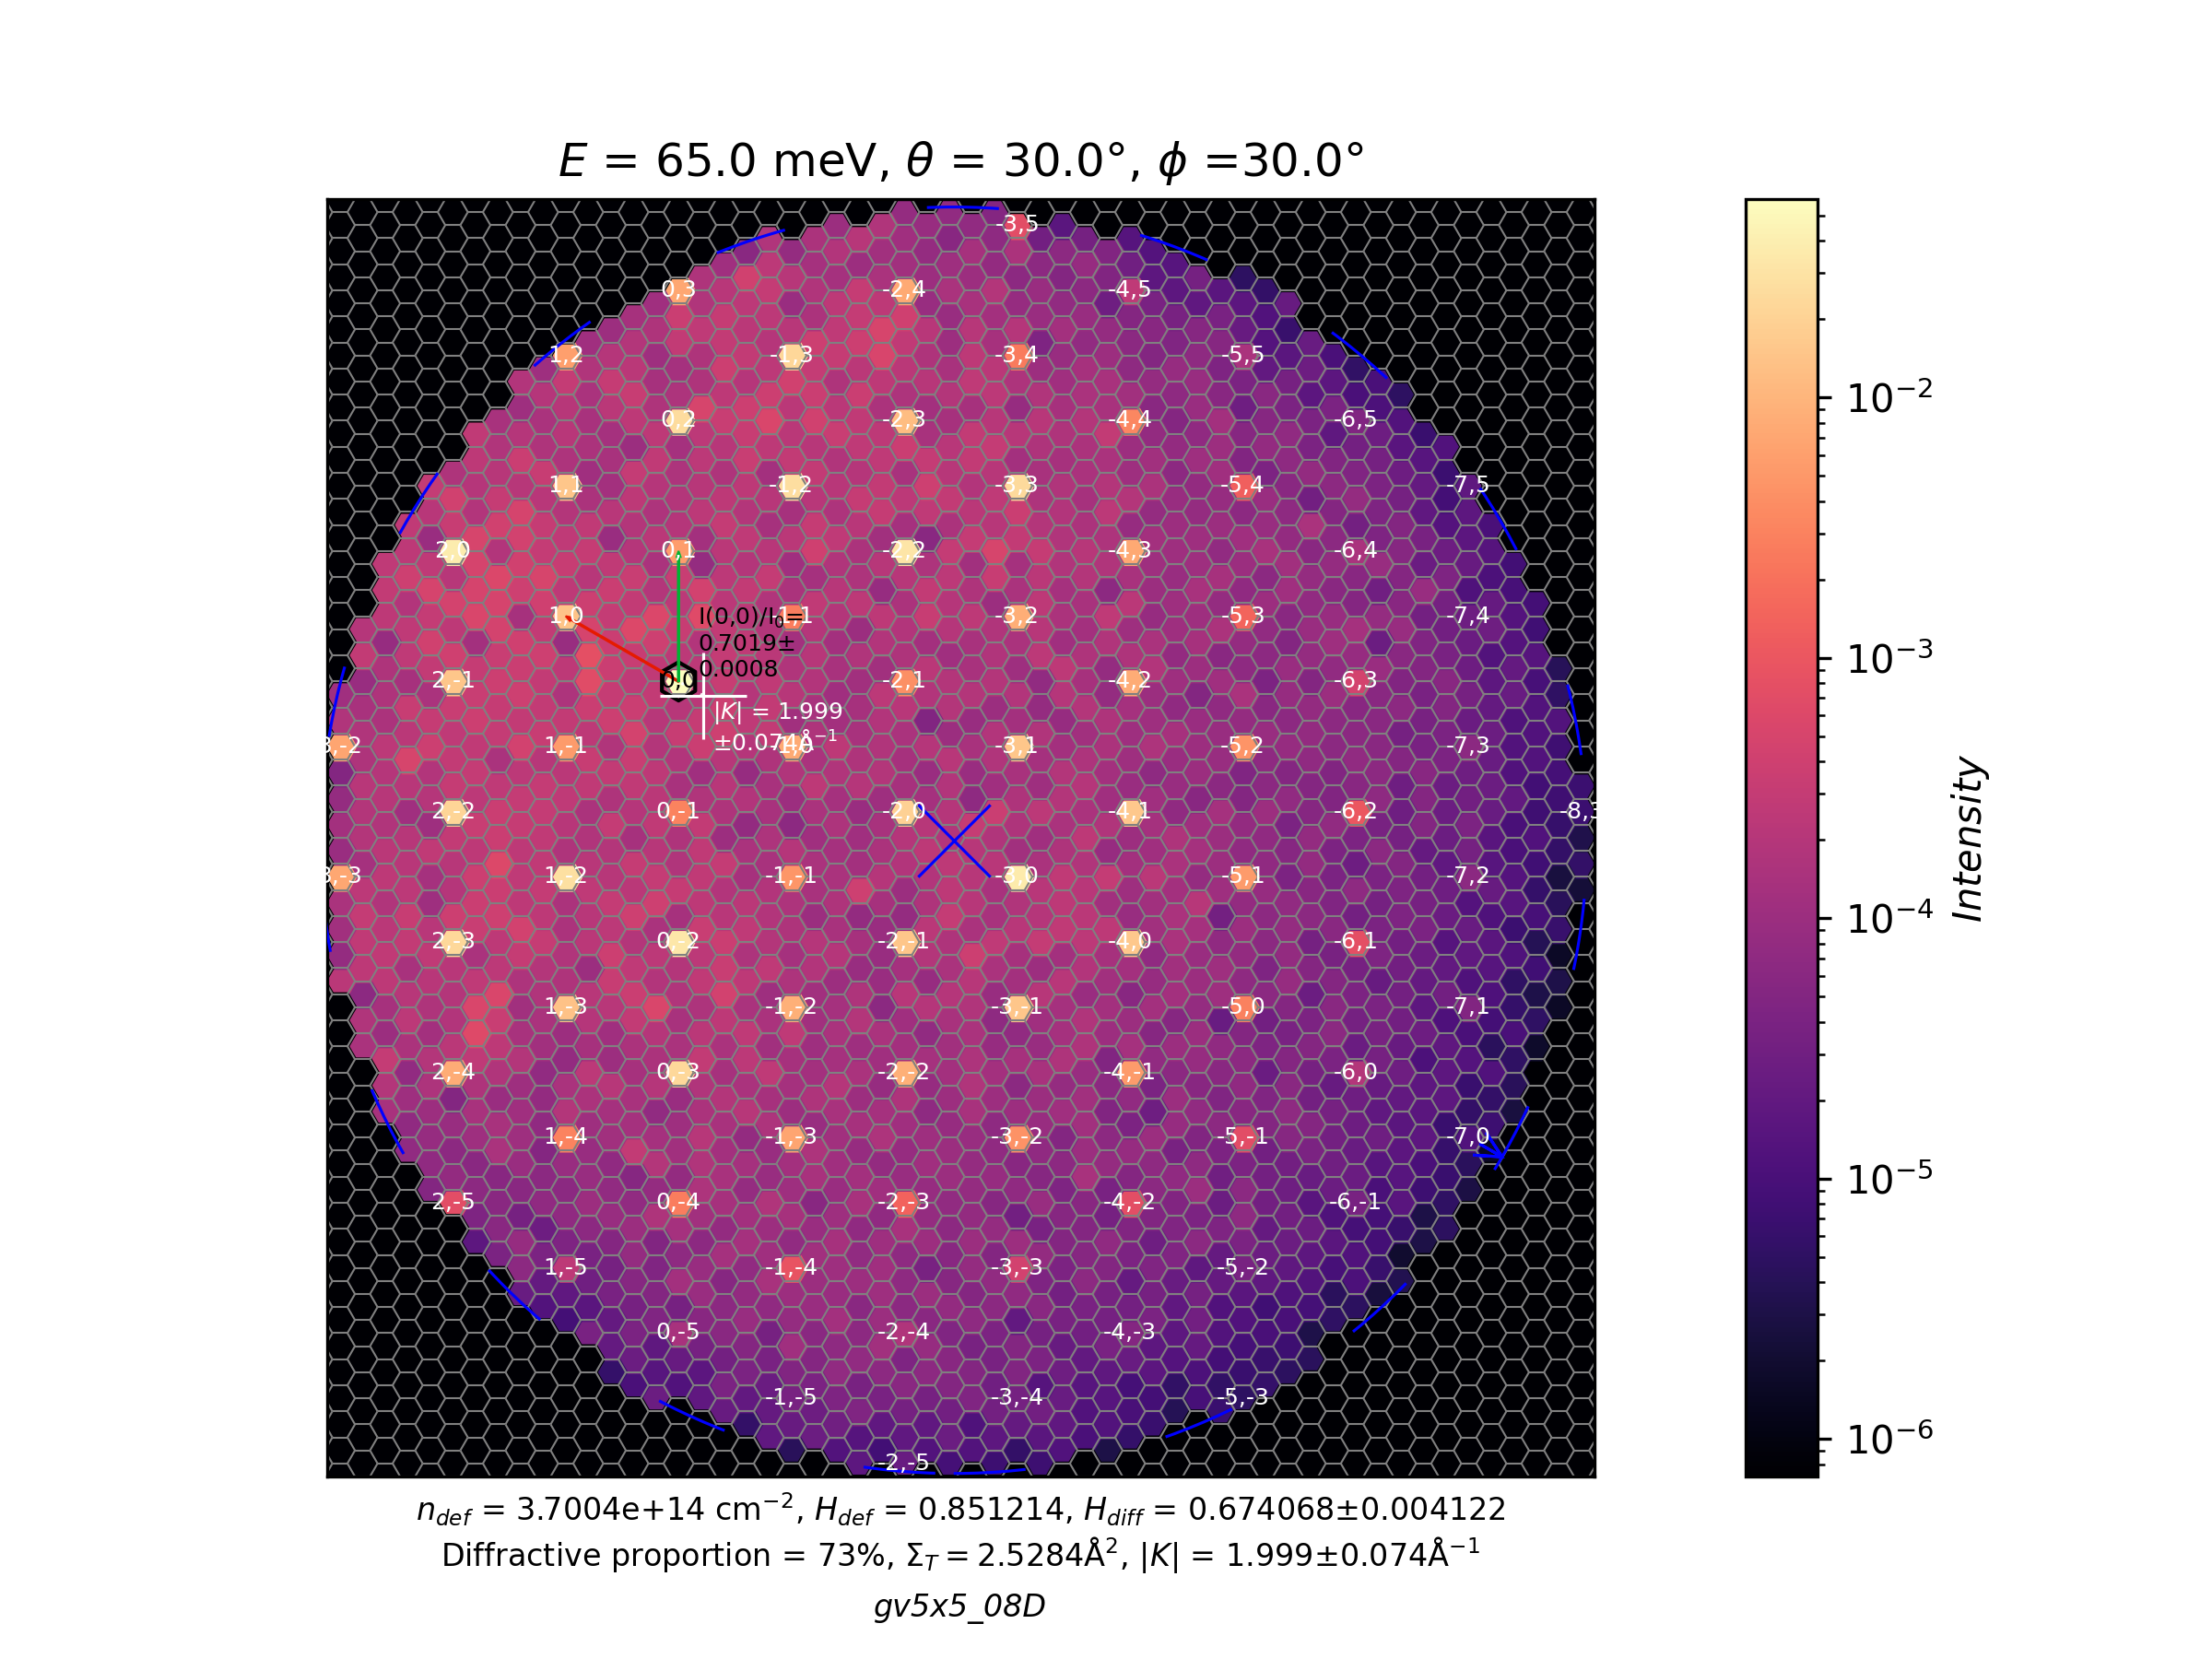 E = 65.0 meV, θ = 30.0°, ϕ =30.0°
-3,5
0,3 -2,4 -4,5
1,2 -1,3 -3,4 -5,5
0,2 -2,3 -4,4 -6,5
1,1 -1,2 -3,3 -5,4 -7,5
2,0 0,1 -2,2 -4,3 -6,4
1,0 -1,1 -3,2 -5,3 -7,4
I(0,0)/I₀=
0.7019±
0.0008
2,-1 0,0 -2,1 -4,2 -6,3
|K| = 1.999
±0.074Å⁻¹
3,-2 1,-1 -1,0 -3,1 -5,2 -7,3
2,-2 0,-1 -2,0 -4,1 -6,2 -8,3
3,-3 1,-2 -1,-1 -3,0 -5,1 -7,2
2,-3 0,-2 -2,-1 -4,0 -6,1
1,-3 -1,-2 -3,-1 -5,0 -7,1
2,-4 0,-3 -2,-2 -4,-1 -6,0
1,-4 -1,-3 -3,-2 -5,-1 -7,0
2,-5 0,-4 -2,-3 -4,-2 -6,-1
1,-5 -1,-4 -3,-3 -5,-2
0,-5 -2,-4 -4,-3
-1,-5 -3,-4 -5,-3
-2,-5
10⁻²
10⁻³
10⁻⁴
10⁻⁵
10⁻⁶
Intensity
n_def = 3.7004e+14 cm⁻², H_def = 0.851214, H_diff = 0.674068±0.004122
Diffractive proportion = 73%, Σ_T = 2.5284Å², |K| = 1.999±0.074Å⁻¹
gv5x5_08D